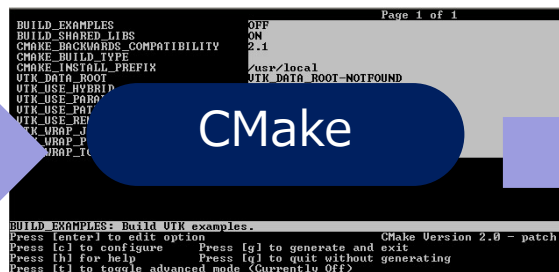 Page 1 of 1
BUILD_EXAMPLES OFF
BUILD_SHARED_LIBS ON
CMAKE_BACKWARDS_COMPATIBILITY 2.1
CMAKE_BUILD_TYPE
CMAKE_INSTALL_PREFIX /usr/local
VTK_DATA_ROOT VTK_DATA_ROOT-NOTFOUND
VTK_USE_HYBRID
CMake
BUILD_EXAMPLES: Build VTK examples.
Press [enter] to edit option CMake Version 2.0 - patch
Press [c] to configure Press [g] to generate and exit
Press [h] for help Press [q] to quit without generating
Press [t] to toggle advanced mode (Currently Off)